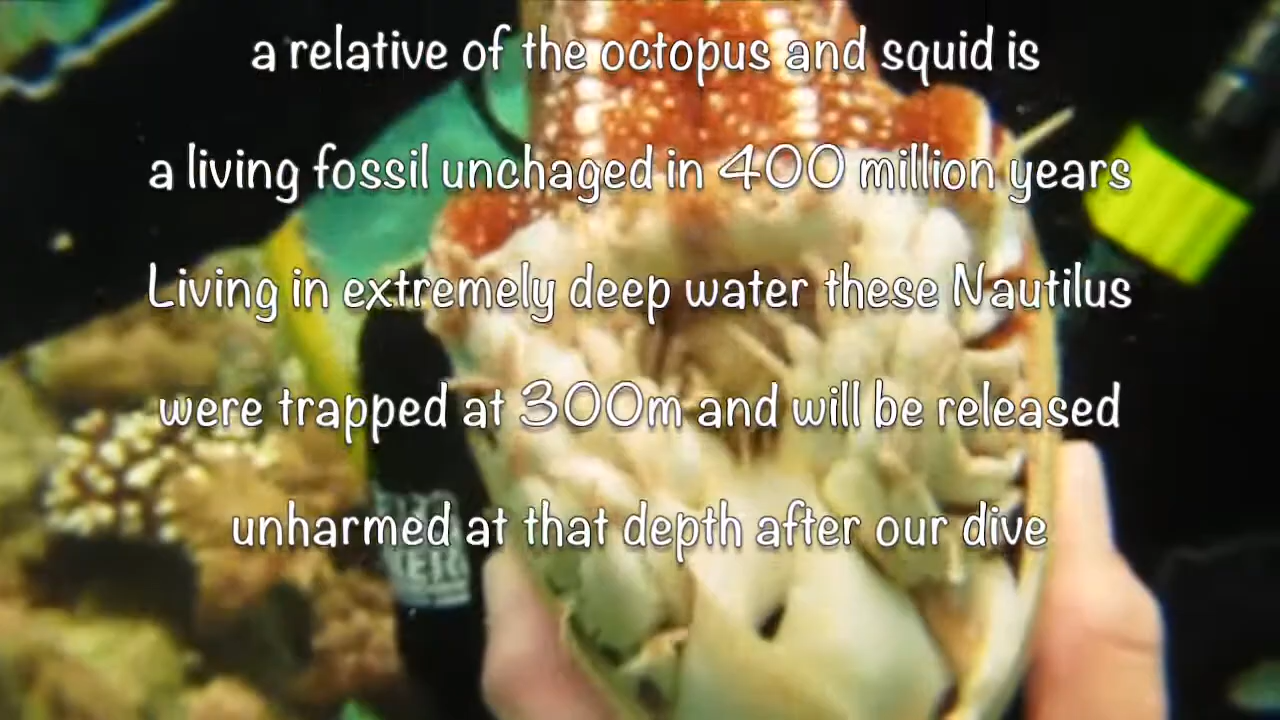 a relative of the octopus and squid is
a living fossil unchaged in 400 million years
Living in extremely deep water these Nautilus
were trapped at 300m and will be released
unharmed at that depth after our dive